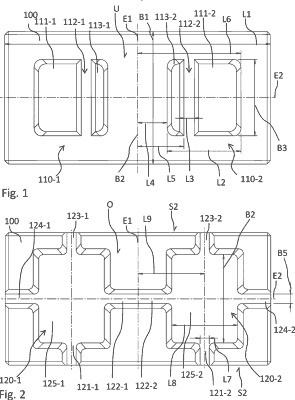 100 111-1 112-1 113-1 U E1 B1 113-2 112-2 111-2 L6 L1
E2
B3
110-1 B2 L4 L5 L3 L2 110-2
Fig. 1
100 124-1 123-1 O E1 L9 S2 123-2 B2 B5
E2
124-2
120-1 125-1 121-1 122-1 122-2 L8 125-2 121-2 L7 S2 120-2
Fig. 2